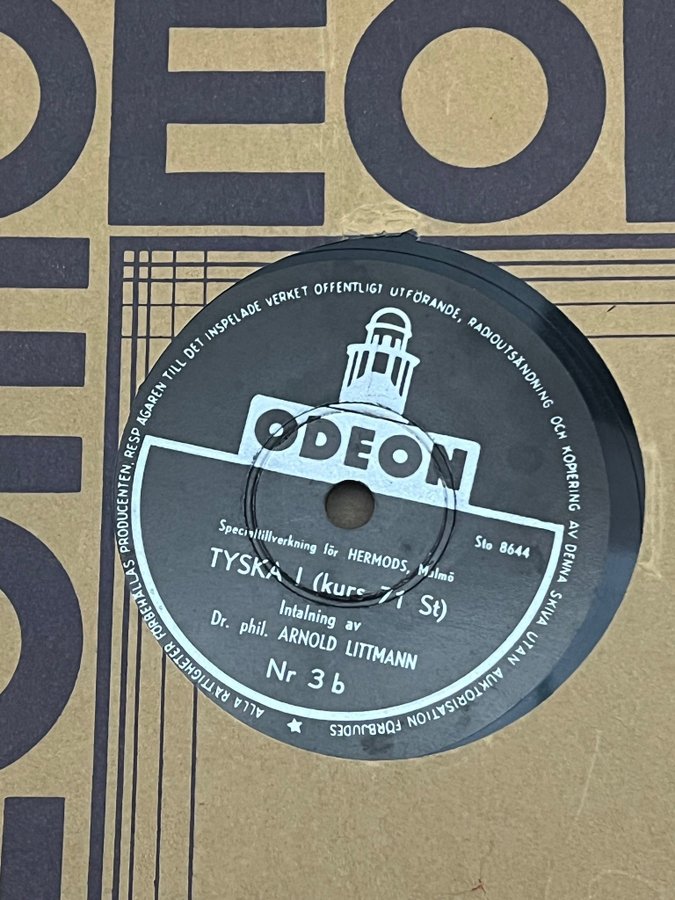 DEON
ALLA RÄTTIGHETER FÖRBEHÅLLAS PRODUCENTEN, RESP ÄGAREN TILL DET INSPELADE VERKET OFFENTLIGT UTFÖRANDE, RADIOUTSÄNDNING OCH KOPIERING AV DENNA SKIVA UTAN AUKTORISATION FÖRBJUDES
ODEON
Sto 8644
Specialtillverkning för HERMODS, Malmö
TYSKA I (kurs 71 St)
Intalning av
Dr. phil. ARNOLD LITTMANN
Nr 3 b